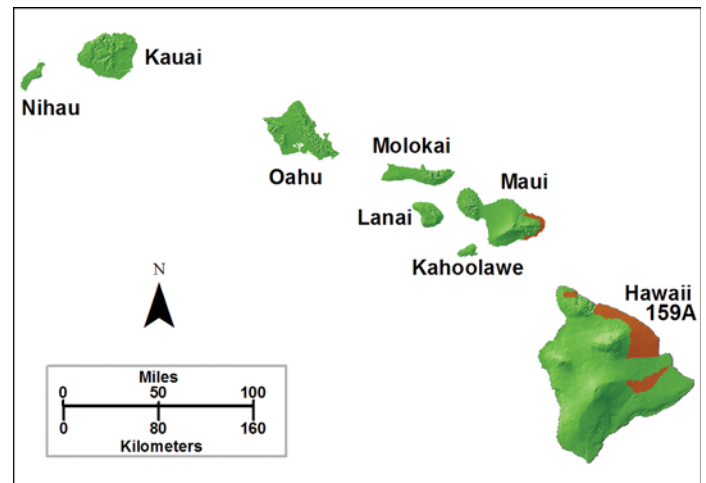 Kauai
Nihau
Oahu
Molokai
Maui
Lanai
Kahoolawe
Hawaii
159A
N
Miles
0 50 100
0 80 160
Kilometers